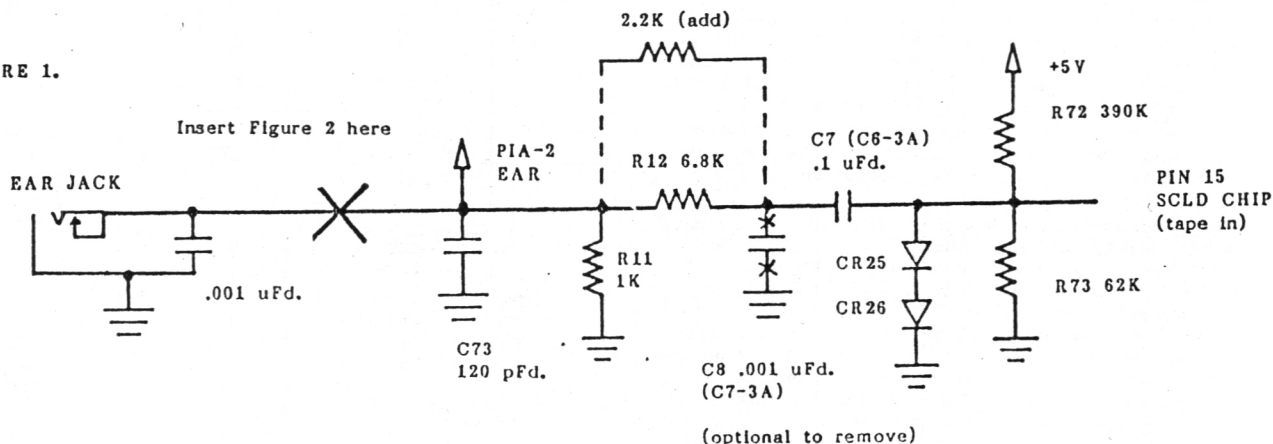 2.2K (add)
RE 1.
+5V
R72 390K
Insert Figure 2 here
C7 (C6-3A)
.1 uFd.
PIA-2
EAR
R12 6.8K
EAR JACK
PIN 15
SCLD CHIP
(tape in)
R11
1K
CR25
.001 uFd.
R73 62K
CR26
C73
120 pFd.
C8 .001 uFd.
(C7-3A)
(optional to remove)